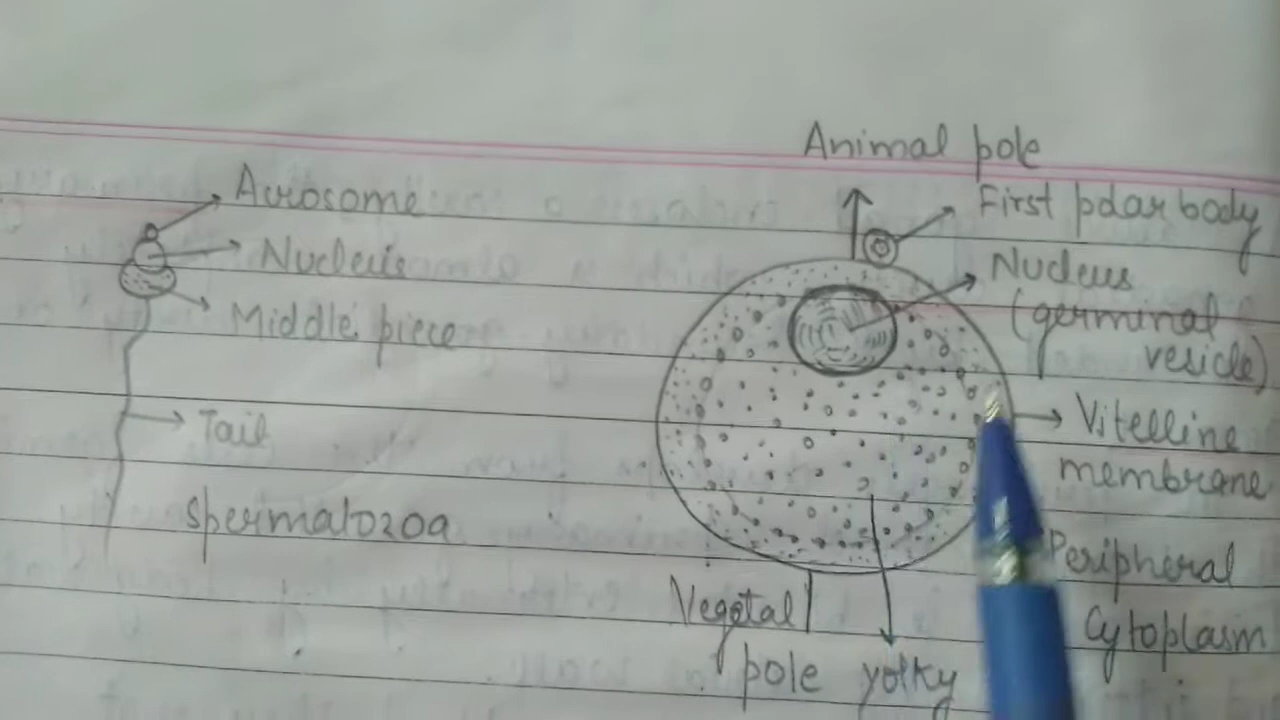 Acrosome
Nucleus
Middle piece
Tail
Spermatozoa
Animal pole
First polar body
Nucleus
(germinal
vesicle)
Vitelline
membrane
Peripheral
Cytoplasm
Vegetal
pole
yolky